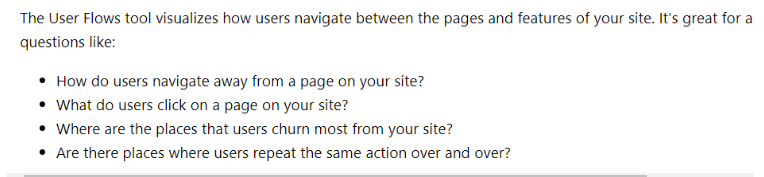 The User Flows tool visualizes how users navigate between the pages and features of your site. It's great for a
questions like:
• How do users navigate away from a page on your site?
• What do users click on a page on your site?
• Where are the places that users churn most from your site?
• Are there places where users repeat the same action over and over?